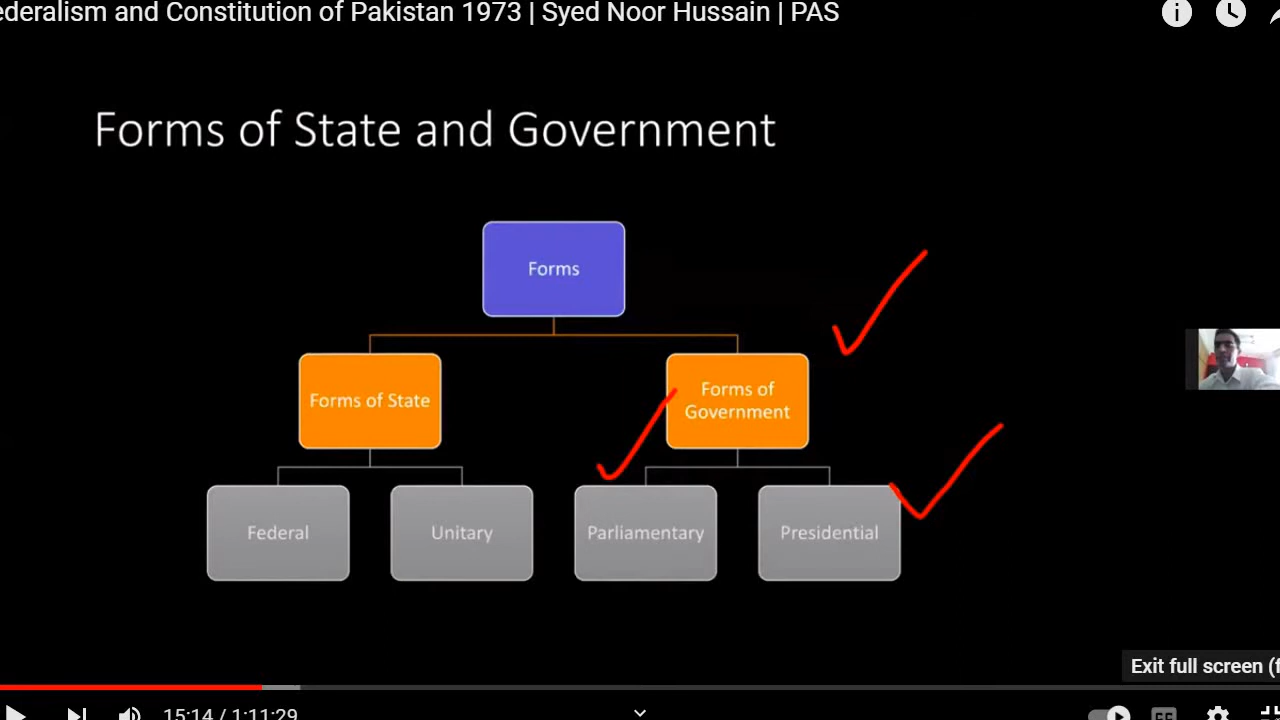 ederalism and Constitution of Pakistan 1973 | Syed Noor Hussain | PAS
Forms of State and Government
Forms
Forms of State
Forms of
Government
Federal
Unitary
Parliamentary
Presidential
Exit full screen (f
15:14 / 1:11:29
CC